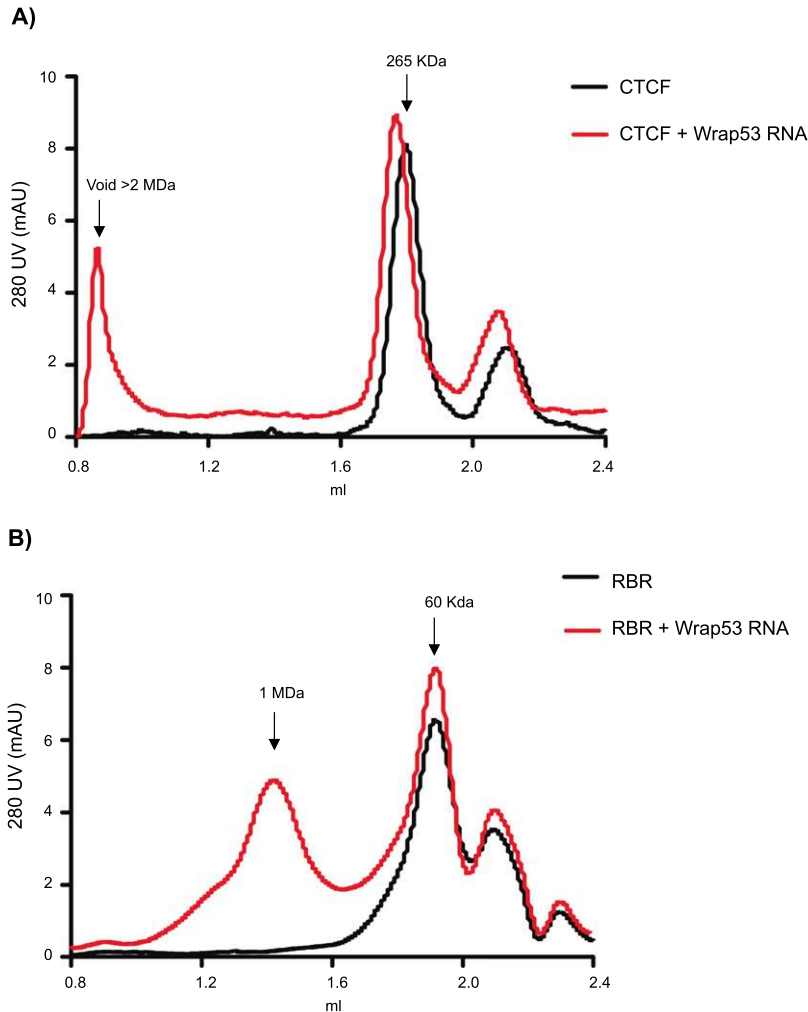 A)
265 KDa
CTCF
CTCF + Wrap53 RNA
Void >2 MDa
280 UV (mAU)
10
8
6
4
2
0
0.8
1.2
1.6
2.0
2.4
ml
B)
60 Kda
RBR
RBR + Wrap53 RNA
1 MDa
280 UV (mAU)
10
8
6
4
2
0
0.8
1.2
1.6
2.0
2.4
ml